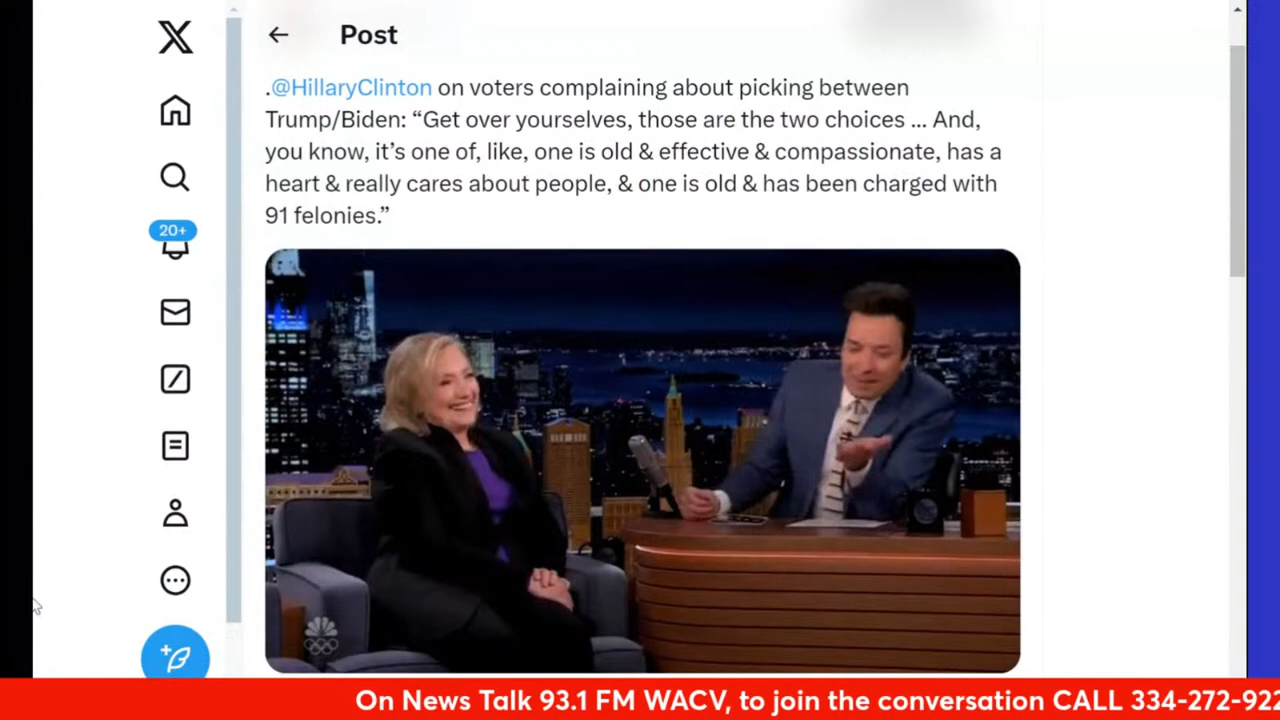 Post
.@HillaryClinton on voters complaining about picking between
Trump/Biden: “Get over yourselves, those are the two choices ... And,
you know, it’s one of, like, one is old & effective & compassionate, has a
heart & really cares about people, & one is old & has been charged with
91 felonies.”
20+
On News Talk 93.1 FM WACV, to join the conversation CALL 334-272-922